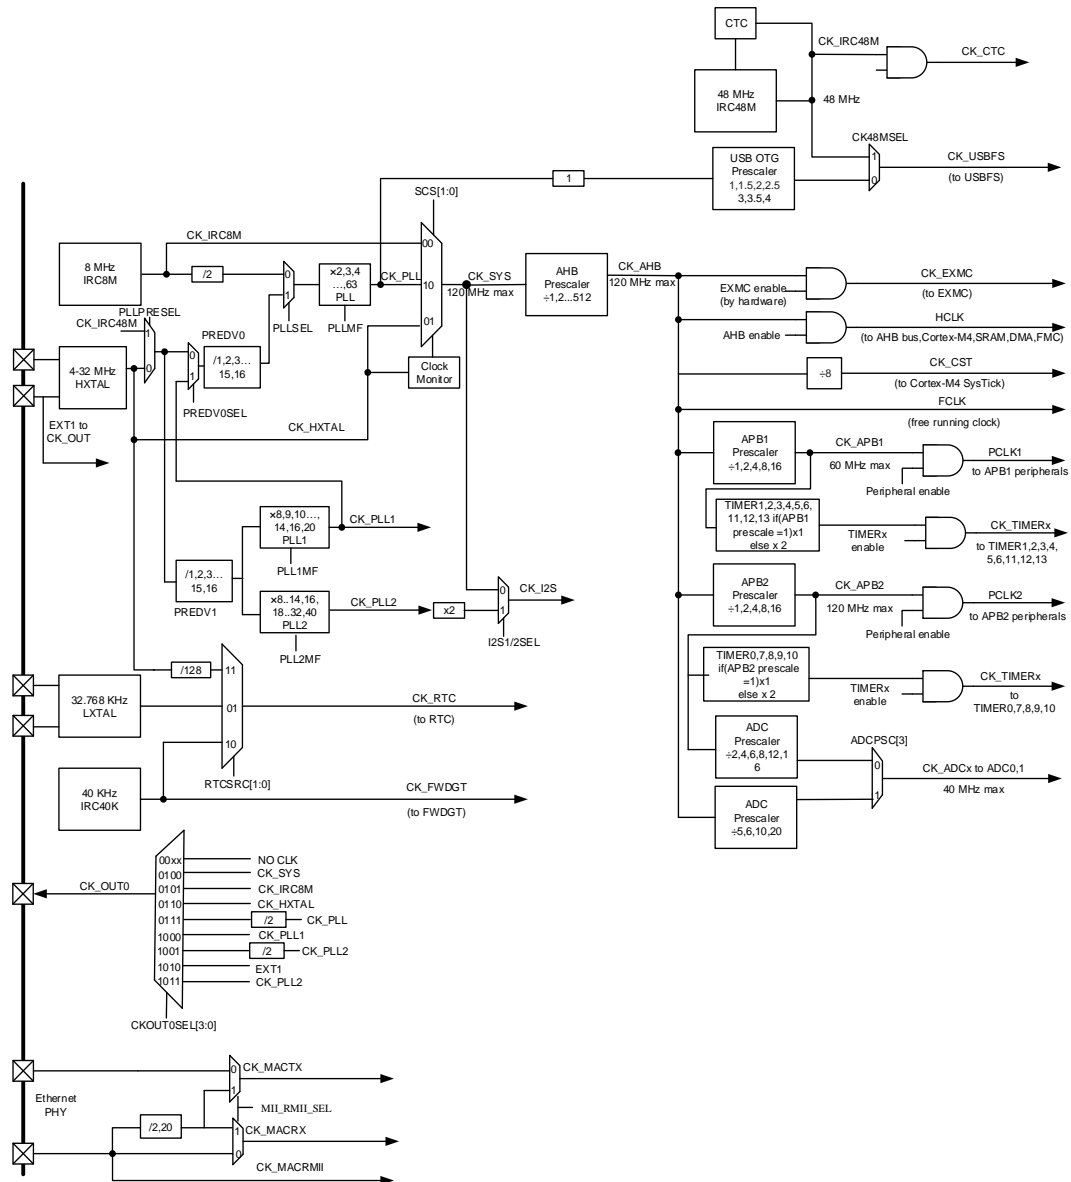 CTC
CK_IRC48M
CK_CTC
48 MHz
IRC48M
48 MHz
CK48MSEL
1
0
CK_USBFS
(to USBFS)
USB OTG
Prescaler
1,1.5,2,2.5
3,3.5,4
1
SCS[1:0]
CK_IRC8M
00
8 MHz
IRC8M
/2
0
1
PLLSEL
×2,3,4
…,63
PLL
PLLMF
CK_PLL
10
01
CK_SYS
120 MHz max
AHB
Prescaler
÷1,2...512
CK_AHB
120 MHz max
EXMC enable
(by hardware)
CK_EXMC
(to EXMC)
AHB enable
HCLK
(to AHB bus,Cortex-M4,SRAM,DMA,FMC)
÷8
CK_CST
(to Cortex-M4 SysTick)
FCLK
(free running clock)
PLLPRESEL
CK_IRC48M
1
0
PREDV0
0
1
/1,2,3…
15,16
PREDV0SEL
4-32 MHz
HXTAL
Clock
Monitor
EXT1 to
CK_OUT
CK_HXTAL
APB1
Prescaler
÷1,2,4,8,16
CK_APB1
60 MHz max
Peripheral enable
PCLK1
to APB1 peripherals
TIMER1,2,3,4,5,6,
11,12,13 if(APB1
prescale =1)x1
else x 2
TIMERx
enable
CK_TIMERx
to TIMER1,2,3,4,
5,6,11,12,13
×8,9,10…,
14,16,20
PLL1
PLL1MF
CK_PLL1
/1,2,3…
15,16
PREDV1
×8..14,16,
18..32,40
PLL2
PLL2MF
CK_PLL2
x2
0
1
CK_I2S
I2S1/2SEL
APB2
Prescaler
÷1,2,4,8,16
CK_APB2
120 MHz max
Peripheral enable
PCLK2
to APB2 peripherals
TIMER0,7,8,9,10
if(APB2 prescale
=1)x1
else x 2
TIMERx
enable
CK_TIMERx
to
TIMER0,7,8,9,10
/128
11
01
10
32.768 KHz
LXTAL
CK_RTC
(to RTC)
RTCSRC[1:0]
40 KHz
IRC40K
CK_FWDGT
(to FWDGT)
ADC
Prescaler
÷2,4,6,8,12,1
6
ADCPSC[3]
0
1
CK_ADCx to ADC0,1
40 MHz max
ADC
Prescaler
÷5,6,10,20
CK_OUT0
00xx
NO CLK
0100
CK_SYS
0101
CK_IRC8M
0110
CK_HXTAL
0111
/2
CK_PLL
1000
CK_PLL1
1001
/2
CK_PLL2
1010
EXT1
1011
CK_PLL2
CKOUT0SEL[3:0]
Ethernet
PHY
0
1
CK_MACTX
MII_RMII_SEL
/2,20
1
0
CK_MACRX
CK_MACRMII